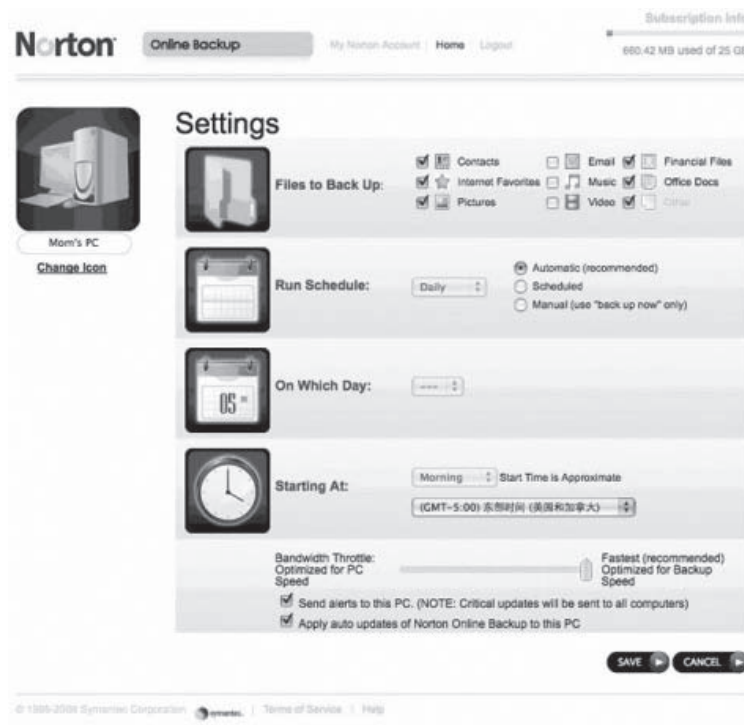 Subscription Info
Norton
Online Backup
My Norton Account | Home | Logout
660.42 MB used of 25 GB
Settings
Mom's PC
Change Icon
Files to Back Up:
Contacts
Email
Financial Files
Internet Favorites
Music
Office Docs
Pictures
Video
Other
Run Schedule:
Daily
Automatic (recommended)
Scheduled
Manual (use "back up now" only)
05
On Which Day:
---
Starting At:
Morning
Start Time is Approximate
(GMT-5:00) 东部时间 (美国和加拿大)
Bandwidth Throttle:
Optimized for PC
Speed
Fastest (recommended)
Optimized for Backup
Speed
Send alerts to this PC. (NOTE: Critical updates will be sent to all computers)
Apply auto updates of Norton Online Backup to this PC
SAVE
CANCEL
Symantec Corporation
symantec.
Terms of Service | Help